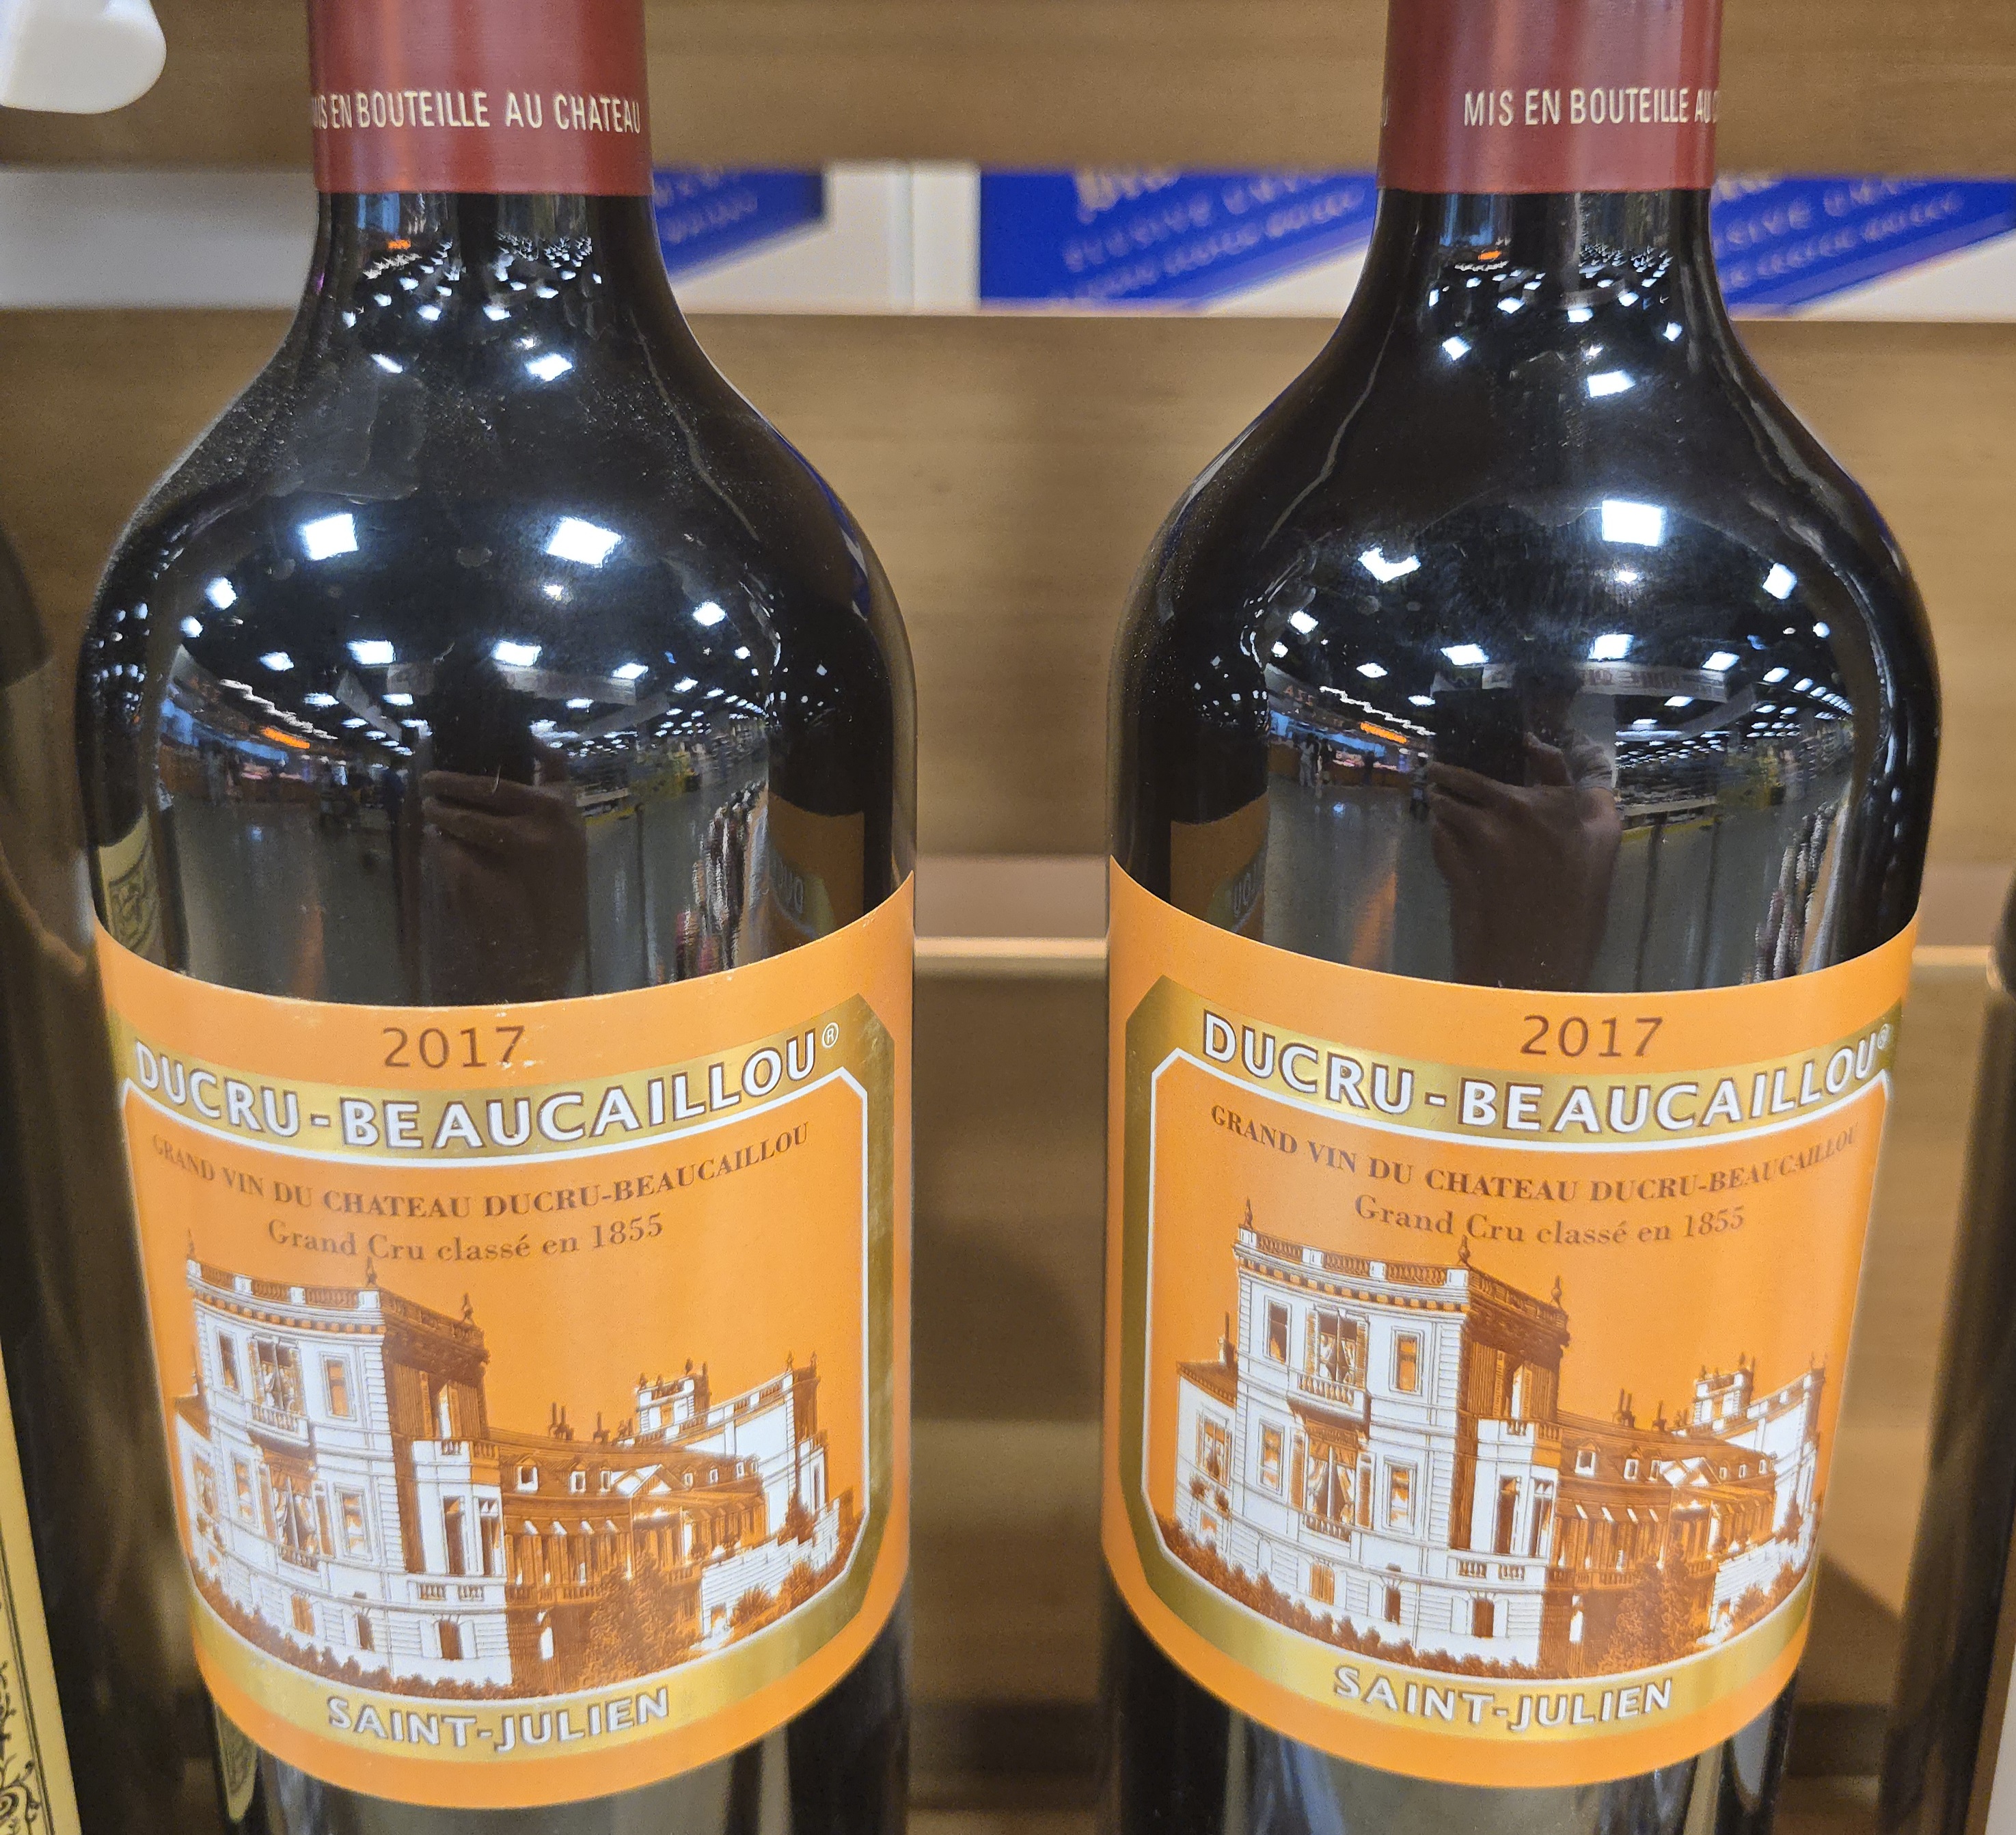 MIS EN BOUTEILLE AU CHATEAU
MIS EN BOUTEILLE AU
2017
DUCRU-BEAUCAILLOU®
GRAND VIN DU CHATEAU DUCRU-BEAUCAILLOU
Grand Cru classé en 1855
SAINT-JULIEN
2017
DUCRU-BEAUCAILLOU®
GRAND VIN DU CHATEAU DUCRU-BEAUCAILLOU
Grand Cru classé en 1855
SAINT-JULIEN